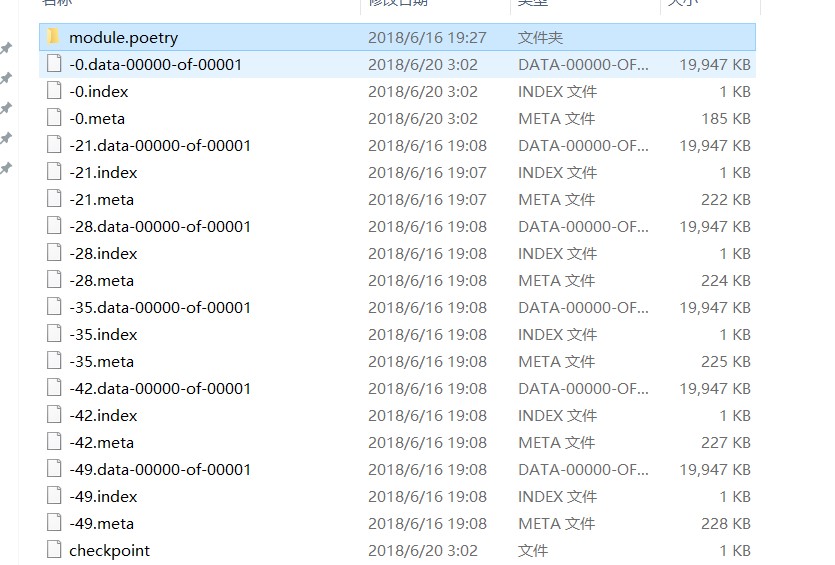 名称 修改日期 类型 大小
module.poetry 2018/6/16 19:27 文件夹
-0.data-00000-of-00001 2018/6/20 3:02 DATA-00000-OF... 19,947 KB
-0.index 2018/6/20 3:02 INDEX 文件 1 KB
-0.meta 2018/6/20 3:02 META 文件 185 KB
-21.data-00000-of-00001 2018/6/16 19:08 DATA-00000-OF... 19,947 KB
-21.index 2018/6/16 19:07 INDEX 文件 1 KB
-21.meta 2018/6/16 19:07 META 文件 222 KB
-28.data-00000-of-00001 2018/6/16 19:08 DATA-00000-OF... 19,947 KB
-28.index 2018/6/16 19:08 INDEX 文件 1 KB
-28.meta 2018/6/16 19:08 META 文件 224 KB
-35.data-00000-of-00001 2018/6/16 19:08 DATA-00000-OF... 19,947 KB
-35.index 2018/6/16 19:08 INDEX 文件 1 KB
-35.meta 2018/6/16 19:08 META 文件 225 KB
-42.data-00000-of-00001 2018/6/16 19:08 DATA-00000-OF... 19,947 KB
-42.index 2018/6/16 19:08 INDEX 文件 1 KB
-42.meta 2018/6/16 19:08 META 文件 227 KB
-49.data-00000-of-00001 2018/6/16 19:08 DATA-00000-OF... 19,947 KB
-49.index 2018/6/16 19:08 INDEX 文件 1 KB
-49.meta 2018/6/16 19:08 META 文件 228 KB
checkpoint 2018/6/20 3:02 文件 1 KB